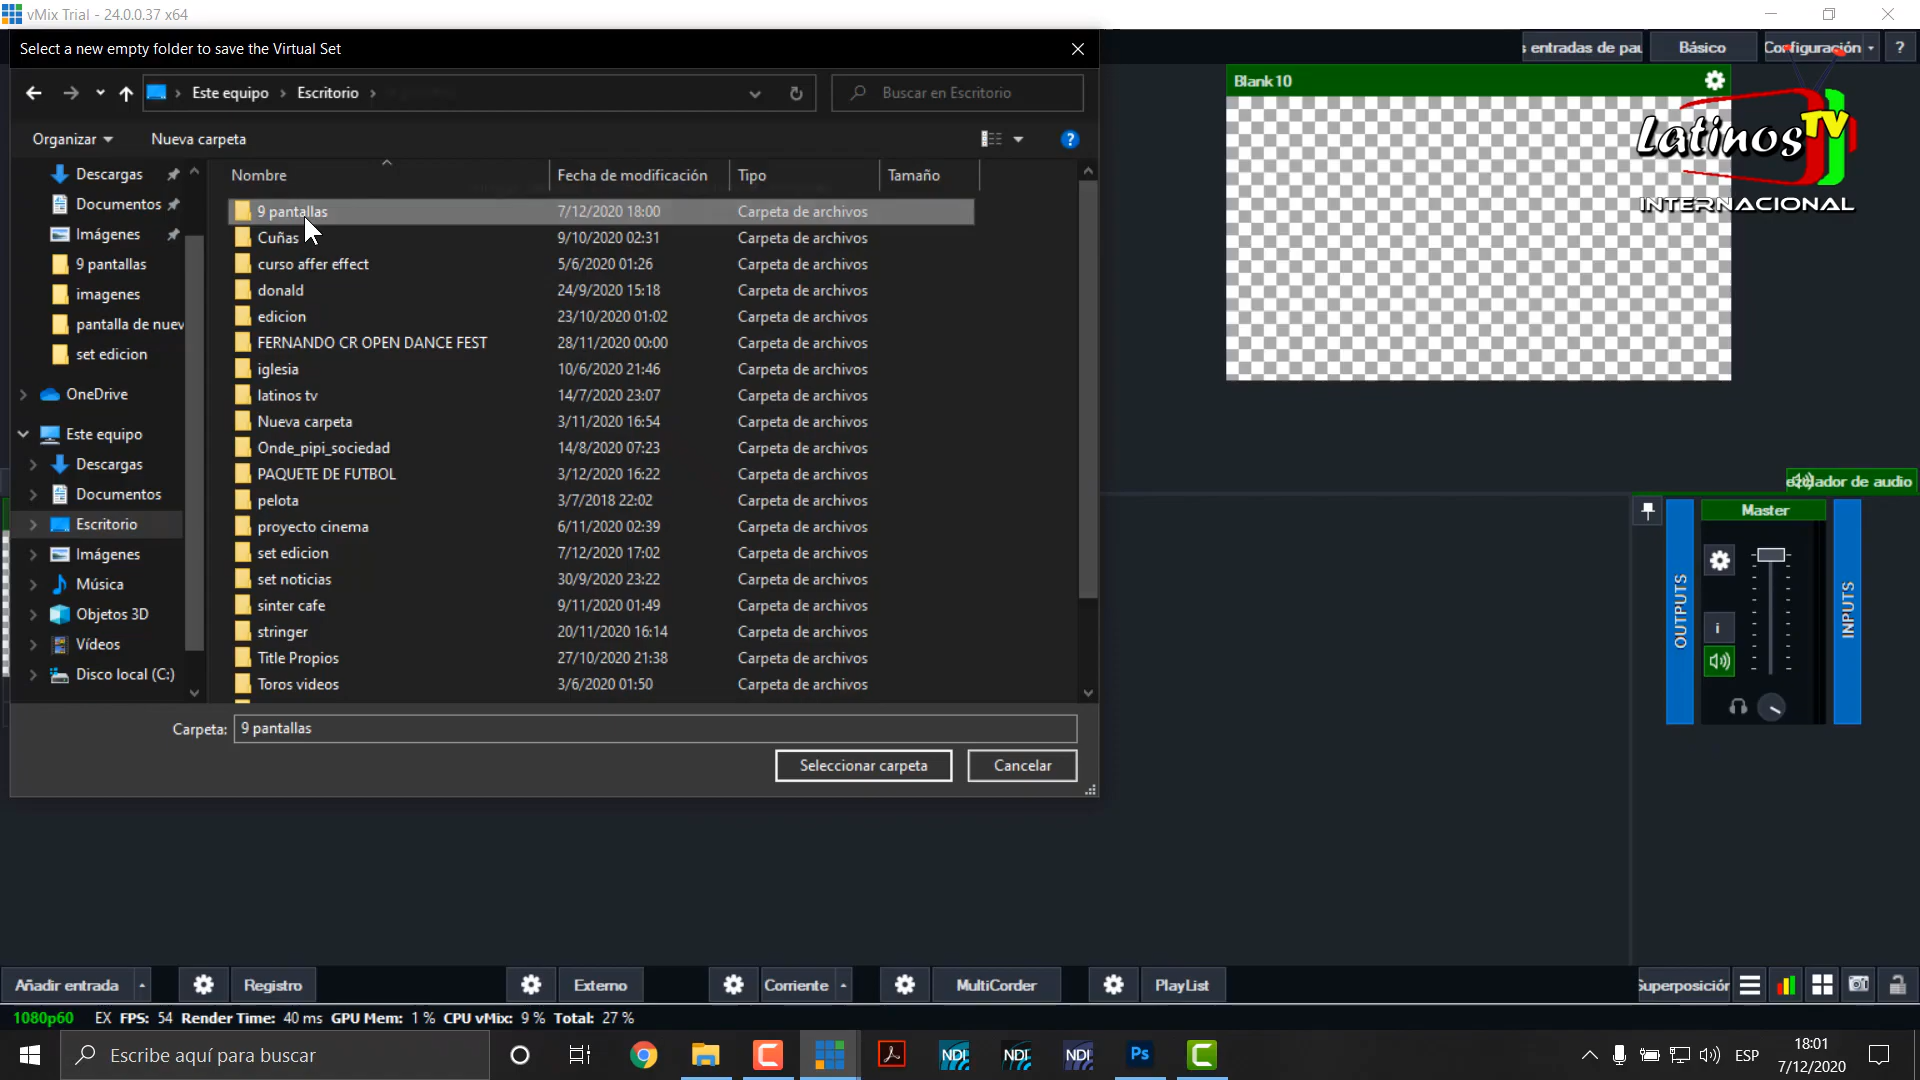 vMix Trial - 24.0.0.37 x64
Select a new empty folder to save the Virtual Set
s entradas de pau
Básico
Configuración
?
Este equipo
Escritorio
Buscar en Escritorio
Organizar
Nueva carpeta
?
Nombre
Fecha de modificación
Tipo
Tamaño
Descargas
Documentos
Imágenes
9 pantallas
imagenes
pantalla de nuev
set edicion
OneDrive
Este equipo
Descargas
Documentos
Escritorio
Imágenes
Música
Objetos 3D
Vídeos
Disco local (C:)
9 pantallas 7/12/2020 18:00 Carpeta de archivos
Cuñas 9/10/2020 02:31 Carpeta de archivos
curso affer effect 5/6/2020 01:26 Carpeta de archivos
donald 24/9/2020 15:18 Carpeta de archivos
edicion 23/10/2020 01:02 Carpeta de archivos
FERNANDO CR OPEN DANCE FEST 28/11/2020 00:00 Carpeta de archivos
iglesia 10/6/2020 21:46 Carpeta de archivos
latinos tv 14/7/2020 23:07 Carpeta de archivos
Nueva carpeta 3/11/2020 16:54 Carpeta de archivos
Onde_pipi_sociedad 14/8/2020 07:23 Carpeta de archivos
PAQUETE DE FUTBOL 3/12/2020 16:22 Carpeta de archivos
pelota 3/7/2018 22:02 Carpeta de archivos
proyecto cinema 6/11/2020 02:39 Carpeta de archivos
set edicion 7/12/2020 17:02 Carpeta de archivos
set noticias 30/9/2020 23:22 Carpeta de archivos
sinter cafe 9/11/2020 01:49 Carpeta de archivos
stringer 20/11/2020 16:14 Carpeta de archivos
Title Propios 27/10/2020 21:38 Carpeta de archivos
Toros videos 3/6/2020 01:50 Carpeta de archivos
Carpeta: 9 pantallas
Seleccionar carpeta
Cancelar
Blank 10
Latinos TV
INTERNACIONAL
lador de audio
Master
OUTPUTS
i
INPUTS
Añadir entrada
Registro
Externo
Corriente
MultiCorder
PlayList
Superposición
1080p60 EX FPS: 54 Render Time: 40 ms GPU Mem: 1 % CPU vMix: 9 % Total: 27 %
Escribe aquí para buscar
NDI
NDI
NDI
Ps
ESP
18:01
7/12/2020